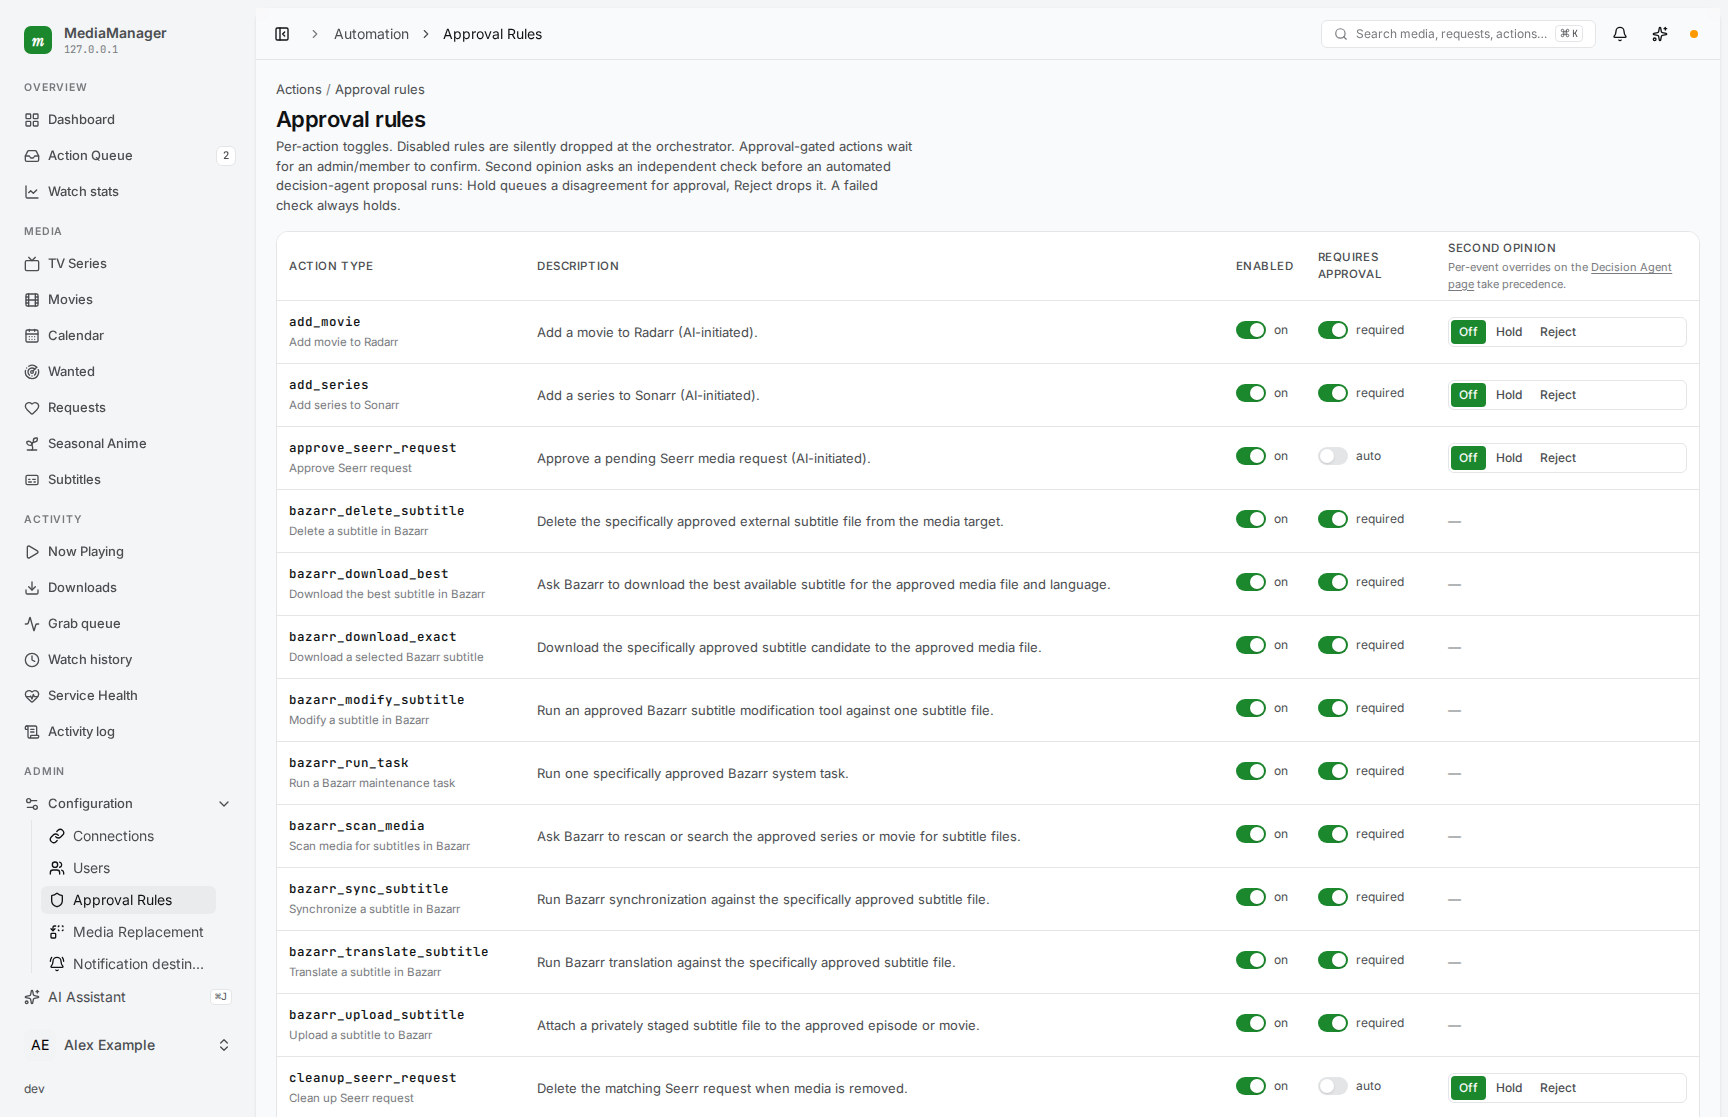 m
MediaManager
127.0.0.1
OVERVIEW
Dashboard
Action Queue
2
Watch stats
MEDIA
TV Series
Movies
Calendar
Wanted
Requests
Seasonal Anime
Subtitles
ACTIVITY
Now Playing
Downloads
Grab queue
Watch history
Service Health
Activity log
ADMIN
Configuration
Connections
Users
Approval Rules
Media Replacement
Notification destin...
AI Assistant
⌘J
AE
Alex Example
dev
Automation
Approval Rules
Search media, requests, actions...
⌘ K
Actions / Approval rules
Approval rules
Per-action toggles. Disabled rules are silently dropped at the orchestrator. Approval-gated actions wait
for an admin/member to confirm. Second opinion asks an independent check before an automated
decision-agent proposal runs: Hold queues a disagreement for approval, Reject drops it. A failed
check always holds.
ACTION TYPE
DESCRIPTION
ENABLED
REQUIRES
APPROVAL
SECOND OPINION
Per-event overrides on the Decision Agent
page take precedence.
add_movie
Add movie to Radarr
Add a movie to Radarr (AI-initiated).
on
required
Off Hold Reject
add_series
Add series to Sonarr
Add a series to Sonarr (AI-initiated).
on
required
Off Hold Reject
approve_seerr_request
Approve Seerr request
Approve a pending Seerr media request (AI-initiated).
on
auto
Off Hold Reject
bazarr_delete_subtitle
Delete a subtitle in Bazarr
Delete the specifically approved external subtitle file from the media target.
on
required
—
bazarr_download_best
Download the best subtitle in Bazarr
Ask Bazarr to download the best available subtitle for the approved media file and language.
on
required
—
bazarr_download_exact
Download a selected Bazarr subtitle
Download the specifically approved subtitle candidate to the approved media file.
on
required
—
bazarr_modify_subtitle
Modify a subtitle in Bazarr
Run an approved Bazarr subtitle modification tool against one subtitle file.
on
required
—
bazarr_run_task
Run a Bazarr maintenance task
Run one specifically approved Bazarr system task.
on
required
—
bazarr_scan_media
Scan media for subtitles in Bazarr
Ask Bazarr to rescan or search the approved series or movie for subtitle files.
on
required
—
bazarr_sync_subtitle
Synchronize a subtitle in Bazarr
Run Bazarr synchronization against the specifically approved subtitle file.
on
required
—
bazarr_translate_subtitle
Translate a subtitle in Bazarr
Run Bazarr translation against the specifically approved subtitle file.
on
required
—
bazarr_upload_subtitle
Upload a subtitle to Bazarr
Attach a privately staged subtitle file to the approved episode or movie.
on
required
—
cleanup_seerr_request
Clean up Seerr request
Delete the matching Seerr request when media is removed.
on
auto
Off Hold Reject